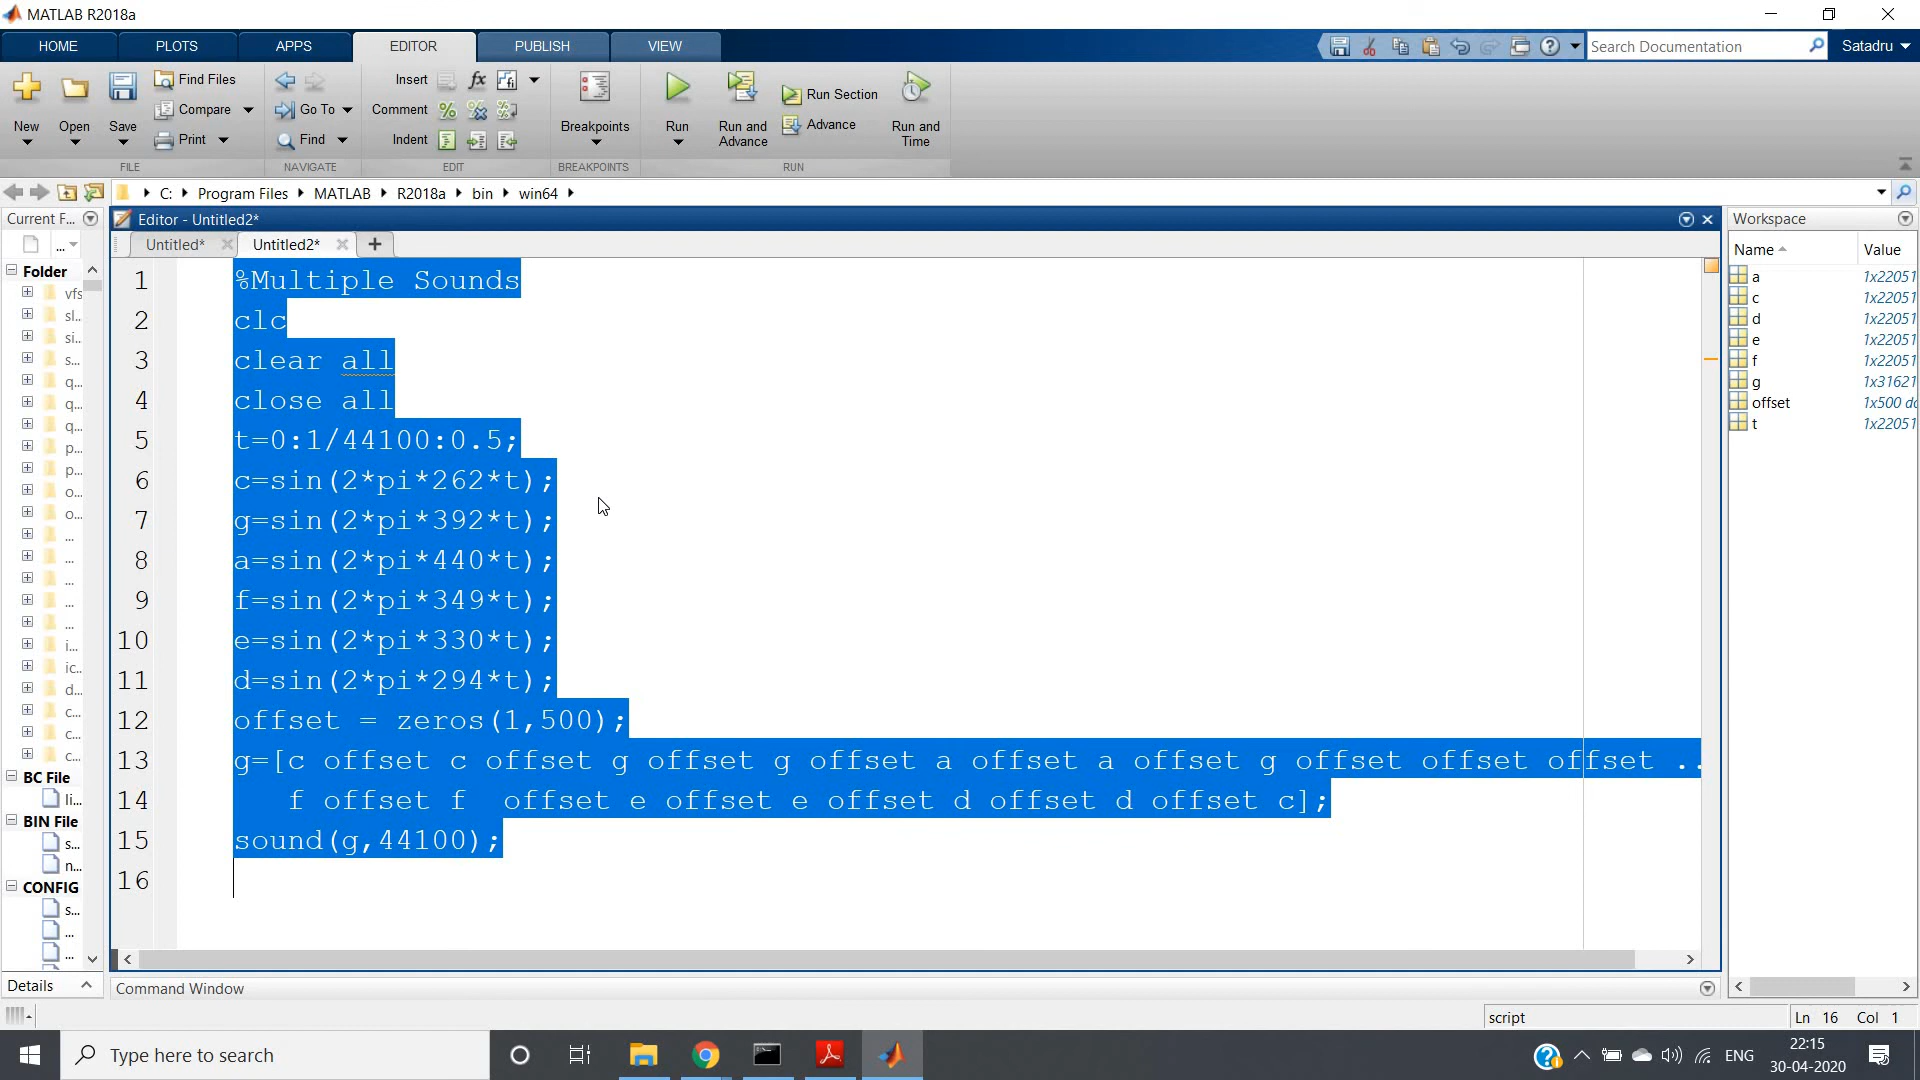 MATLAB R2018a
HOME PLOTS APPS EDITOR PUBLISH VIEW Search Documentation Satadru
New Open Save Find Files Compare Print Go To Find Insert Comment Indent Breakpoints Run Run and Advance Run Section Advance Run and Time
FILE NAVIGATE EDIT BREAKPOINTS RUN
C: Program Files MATLAB R2018a bin win64
Current F...
Editor - Untitled2*
Workspace
Untitled* Untitled2*
...
Name Value
Folder
vfs
sl..
si..
s...
q...
q...
q...
p...
p...
o...
o...
...
...
...
...
...
i...
ic...
d...
c...
c...
c...
BC File
li...
BIN File
s...
n...
CONFIG
s...
...
...
Details
1 %Multiple Sounds
2 clc
3 clear all
4 close all
5 t=0:1/44100:0.5;
6 c=sin(2*pi*262*t);
7 g=sin(2*pi*392*t);
8 a=sin(2*pi*440*t);
9 f=sin(2*pi*349*t);
10 e=sin(2*pi*330*t);
11 d=sin(2*pi*294*t);
12 offset = zeros(1,500);
13 g=[c offset c offset g offset g offset a offset a offset g offset offset offset ..
14 f offset f offset e offset e offset d offset d offset c];
15 sound(g,44100);
16
a 1x22051
c 1x22051
d 1x22051
e 1x22051
f 1x22051
g 1x31621
offset 1x500 do
t 1x22051
Command Window
script Ln 16 Col 1
Type here to search
ENG
22:15
30-04-2020